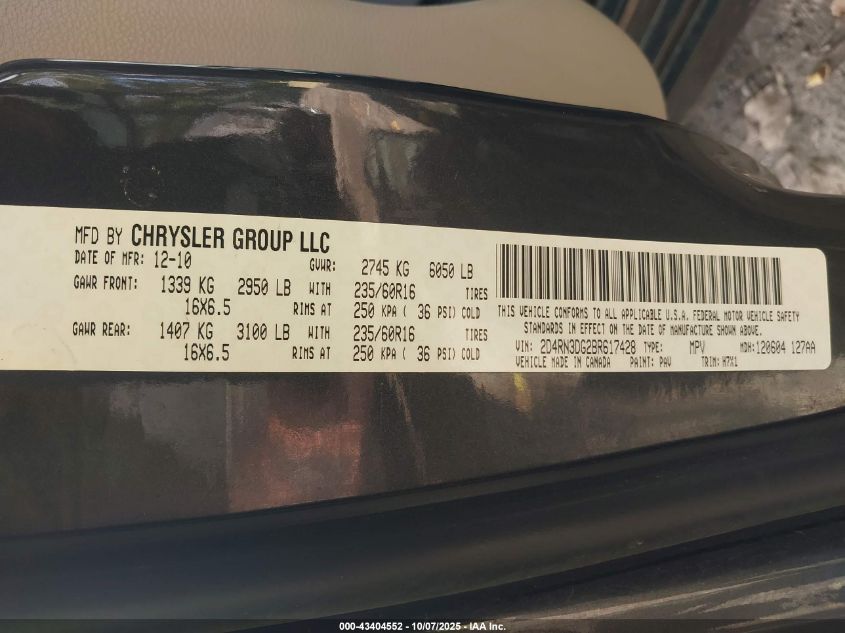 MFD BY CHRYSLER GROUP LLC
DATE OF MFR: 12-10 GVWR: 2745 KG 6050 LB
GAWR FRONT: 1339 KG 2950 LB WITH 235/60R16 TIRES
16X6.5 RIMS AT 250 KPA ( 36 PSI) COLD
GAWR REAR: 1407 KG 3100 LB WITH 235/60R16 TIRES
16X6.5 RIMS AT 250 KPA ( 36 PSI) COLD
THIS VEHICLE CONFORMS TO ALL APPLICABLE U.S.A. FEDERAL MOTOR VEHICLE SAFETY
STANDARDS IN EFFECT ON THE DATE OF MANUFACTURE SHOWN ABOVE.
VIN: 2D4RN3DG2BR617428 TYPE: MPV MDH:120604 127AA
VEHICLE MADE IN CANADA PAINT: PAV TRIM: H7X1
000-43404552 - 10/07/2025 - IAA Inc.